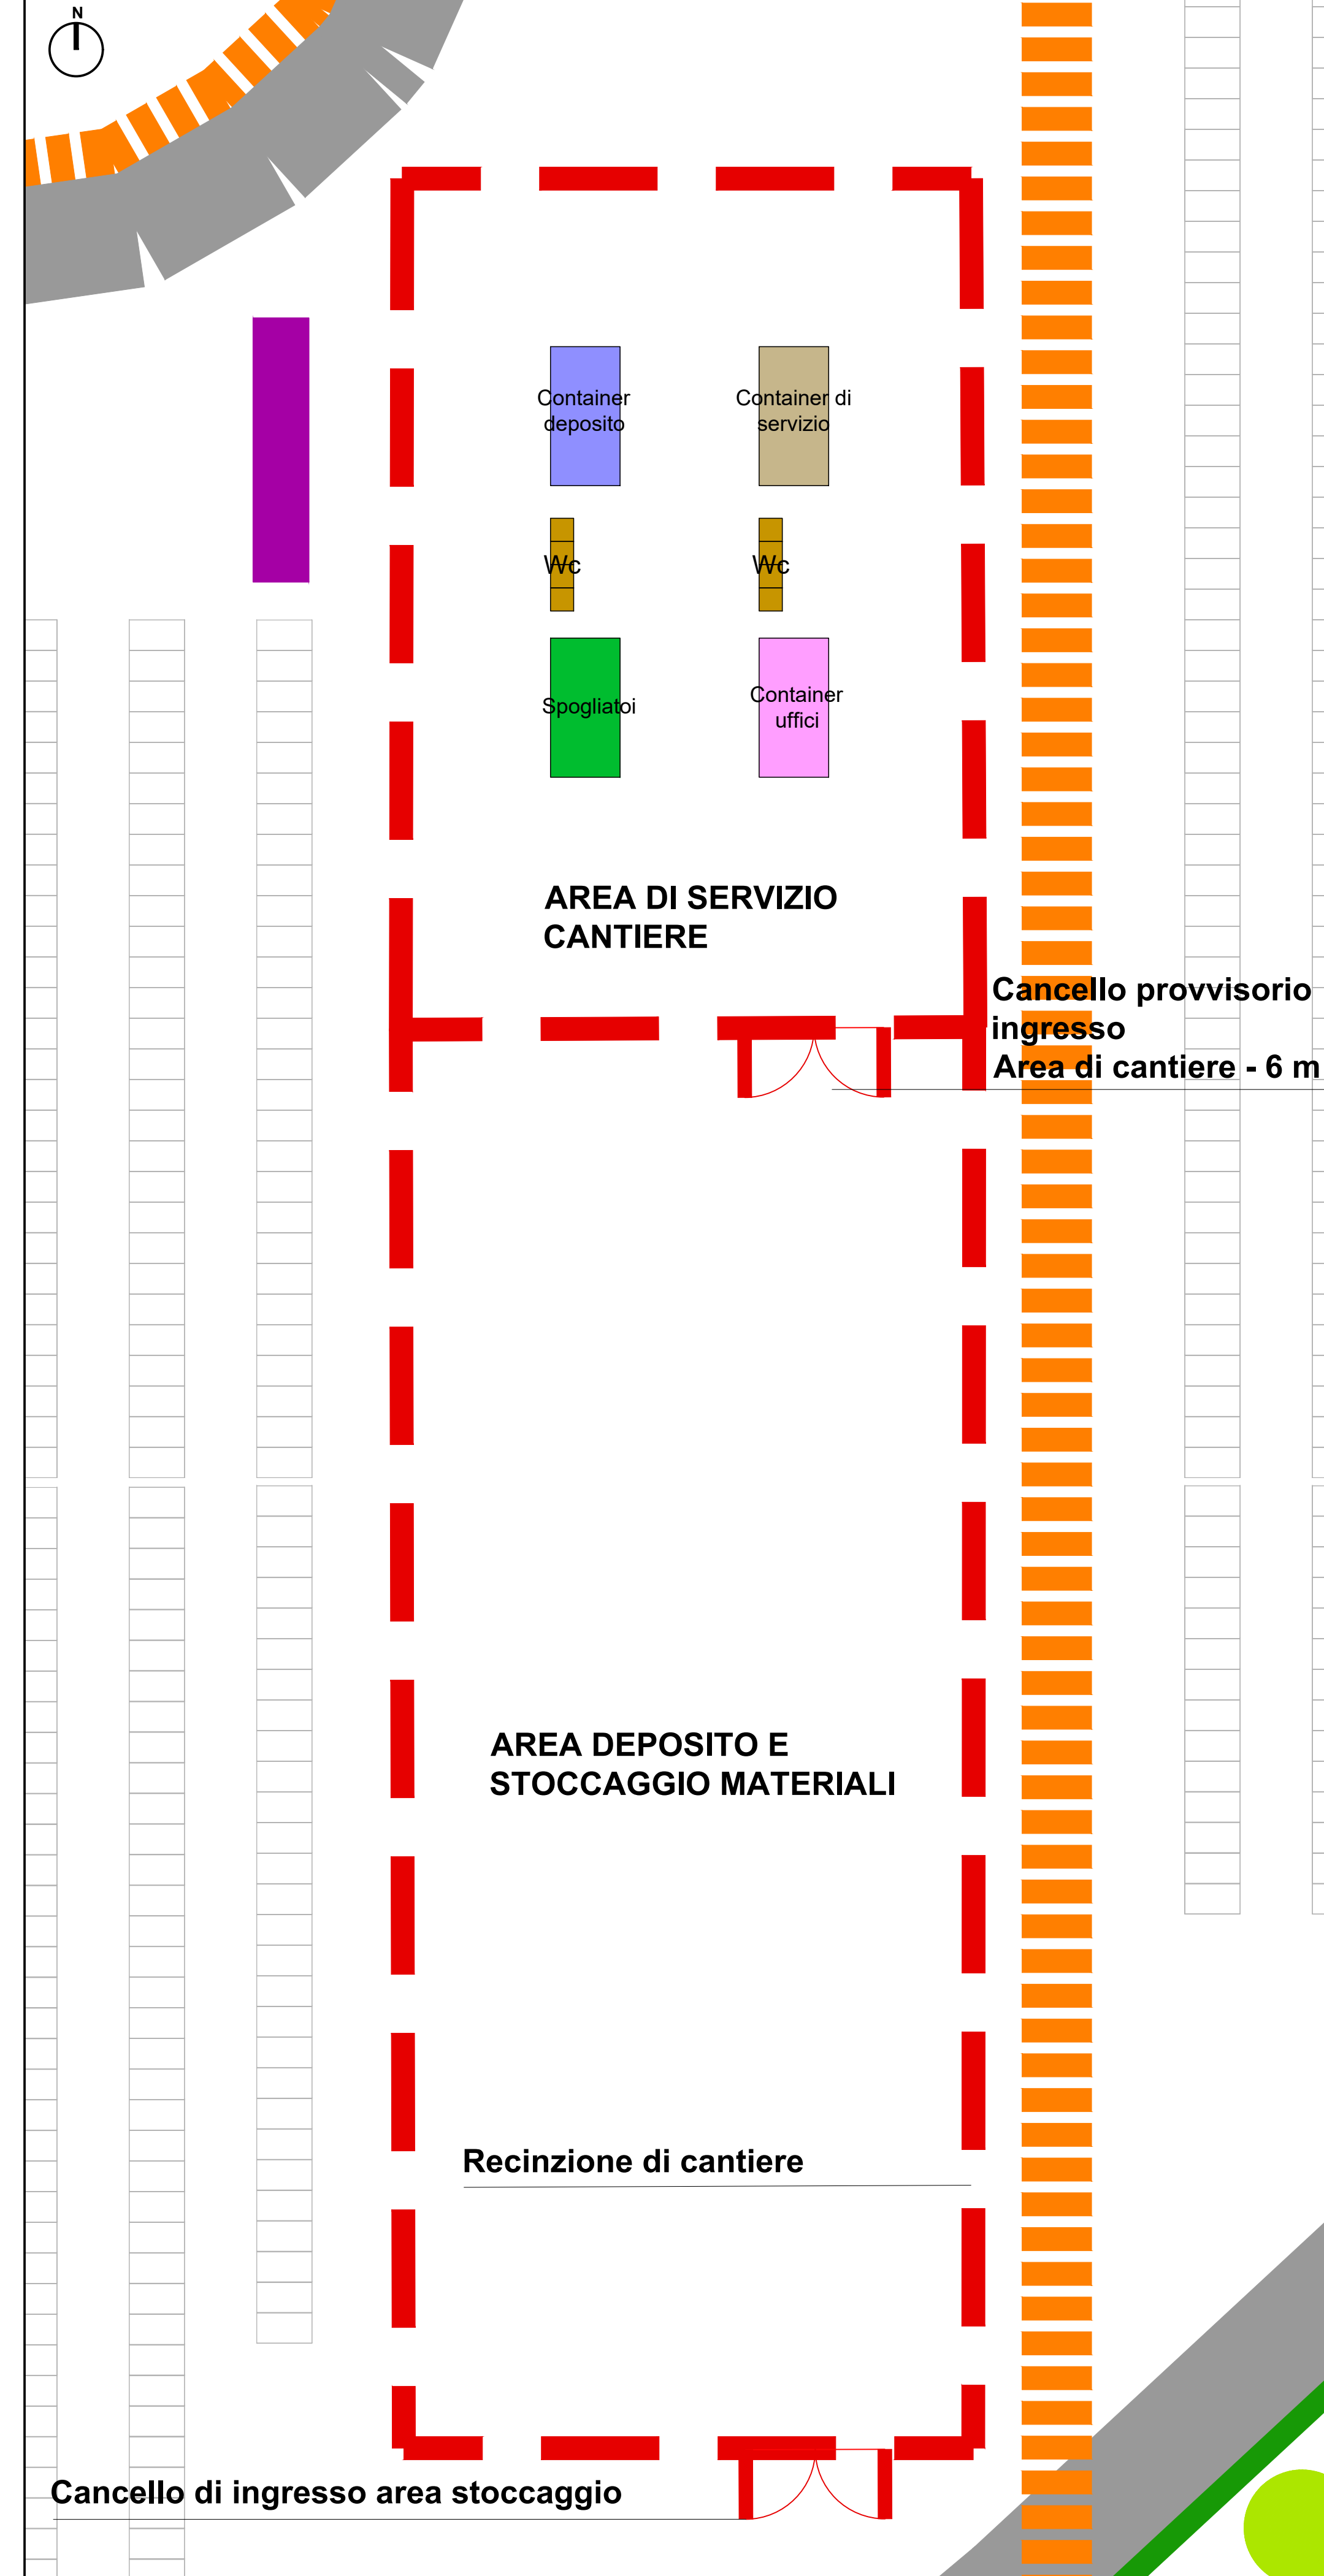 N
Container
deposito
Container di
servizio
Wc
Wc
Spogliatoi
Container
uffici
AREA DI SERVIZIO
CANTIERE
Cancello provvisorio
ingresso
Area di cantiere - 6 m
AREA DEPOSITO E
STOCCAGGIO MATERIALI
Recinzione di cantiere
Cancello di ingresso area stoccaggio